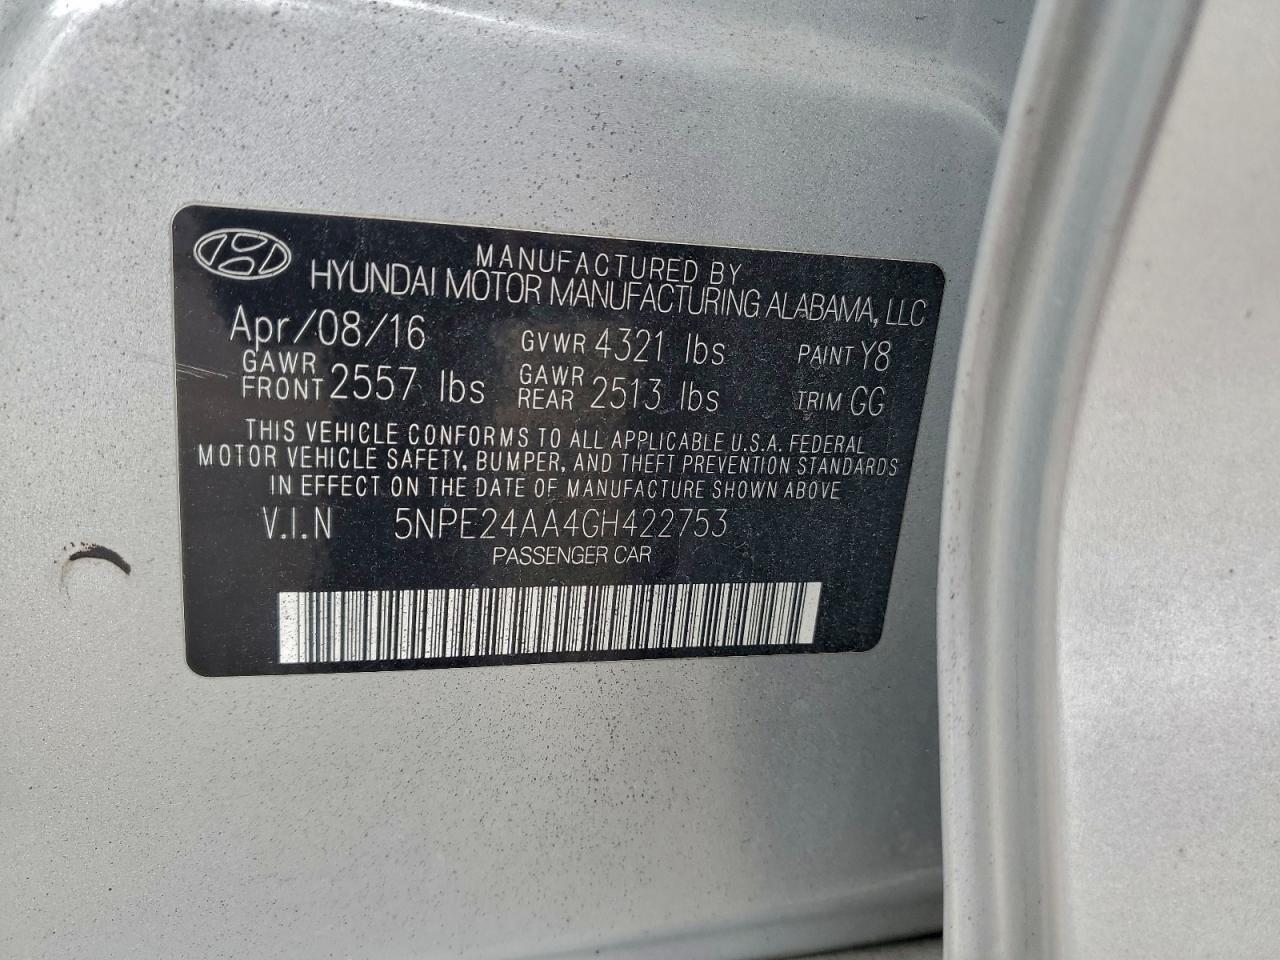 MANUFACTURED BY
HYUNDAI MOTOR MANUFACTURING ALABAMA, LLC
Apr/08/16 GVWR 4321 lbs PAINT Y8
GAWR FRONT 2557 lbs GAWR REAR 2513 lbs TRIM GG
THIS VEHICLE CONFORMS TO ALL APPLICABLE U.S.A. FEDERAL
MOTOR VEHICLE SAFETY, BUMPER, AND THEFT PREVENTION STANDARDS
IN EFFECT ON THE DATE OF MANUFACTURE SHOWN ABOVE
V.I.N 5NPE24AA4GH422753
PASSENGER CAR